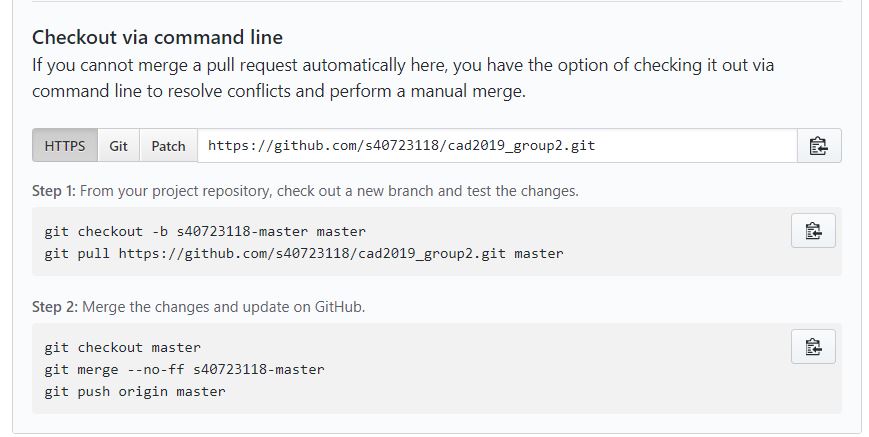 Checkout via command line
If you cannot merge a pull request automatically here, you have the option of checking it out via
command line to resolve conflicts and perform a manual merge.
HTTPS Git Patch https://github.com/s40723118/cad2019_group2.git
Step 1: From your project repository, check out a new branch and test the changes.
git checkout -b s40723118-master master
git pull https://github.com/s40723118/cad2019_group2.git master
Step 2: Merge the changes and update on GitHub.
git checkout master
git merge --no-ff s40723118-master
git push origin master